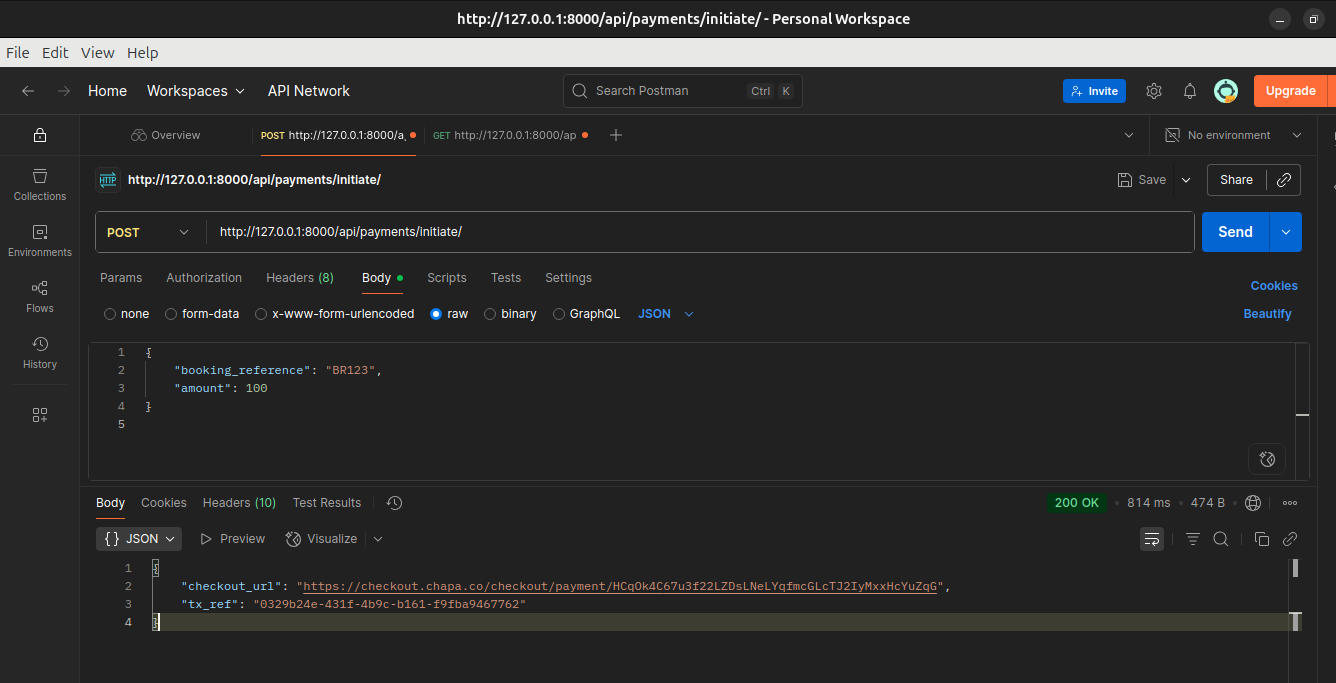 http://127.0.0.1:8000/api/payments/initiate/ - Personal Workspace
File Edit View Help
Home Workspaces API Network Search Postman Ctrl K Invite Upgrade
Overview POST http://127.0.0.1:8000/a, GET http://127.0.0.1:8000/ap No environment
HTTP http://127.0.0.1:8000/api/payments/initiate/ Save Share
Collections
Environments
Flows
History
POST http://127.0.0.1:8000/api/payments/initiate/ Send
Params Authorization Headers (8) Body Scripts Tests Settings Cookies
none form-data x-www-form-urlencoded raw binary GraphQL JSON Beautify
1 {
2 "booking_reference": "BR123",
3 "amount": 100
4 }
5
Body Cookies Headers (10) Test Results 200 OK 814 ms 474 B
{ } JSON Preview Visualize
1 {
2 "checkout_url": "https://checkout.chapa.co/checkout/payment/HCqOk4C67u3f22LZDsLNeLYqfmcGLcTJ2IyMxxHcYuZqG",
3 "tx_ref": "0329b24e-431f-4b9c-b161-f9fba9467762"
4 }